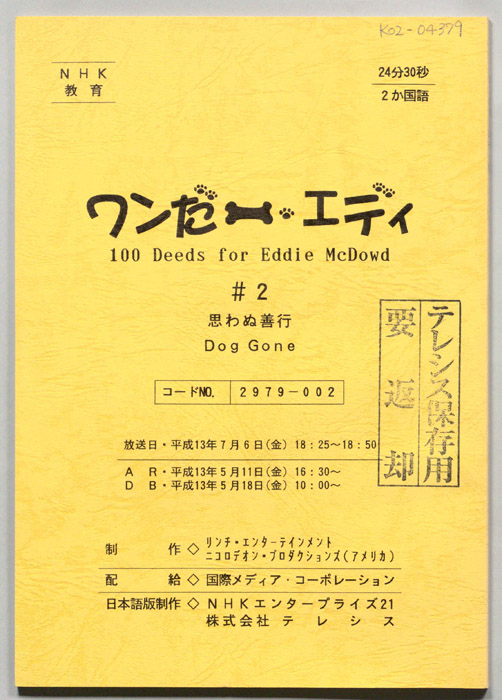 K02-04379
NHK
教育
24分30秒
2か国語
ワンだー・エディ
100 Deeds for Eddie McDowd
#2
思わぬ善行
Dog Gone
コードNO. 2979-002
放送日・平成13年7月6日(金) 18:25~18:50
AR・平成13年5月11日(金) 16:30~
DB・平成13年5月18日(金) 10:00~
テレシス保存用
要返却
制作◇リンチ・エンターテインメント
ニコロデオン・プロダクションズ(アメリカ)
配給◇国際メディア・コーポレーション
日本語版制作◇NHKエンタープライズ21
株式会社テレシス